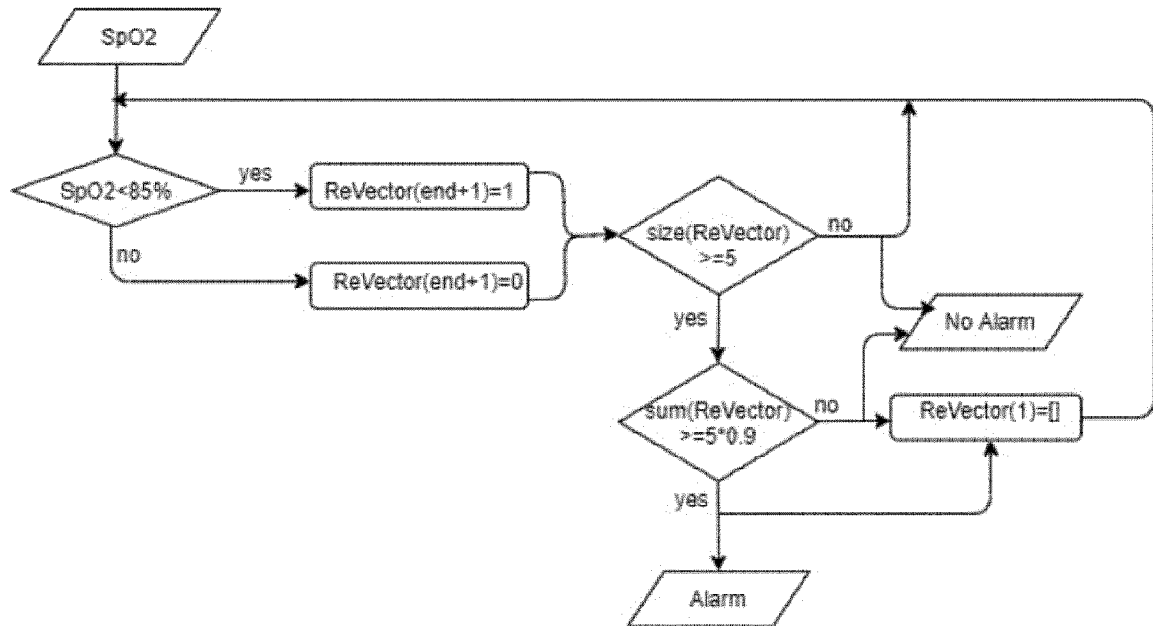 SpO2
SpO2<85%
yes
ReVector(end+1)=1
no
ReVector(end+1)=0
size(ReVector)
>=5
no
yes
No Alarm
sum(ReVector)
>=5*0.9
no
ReVector(1)=[]
yes
Alarm